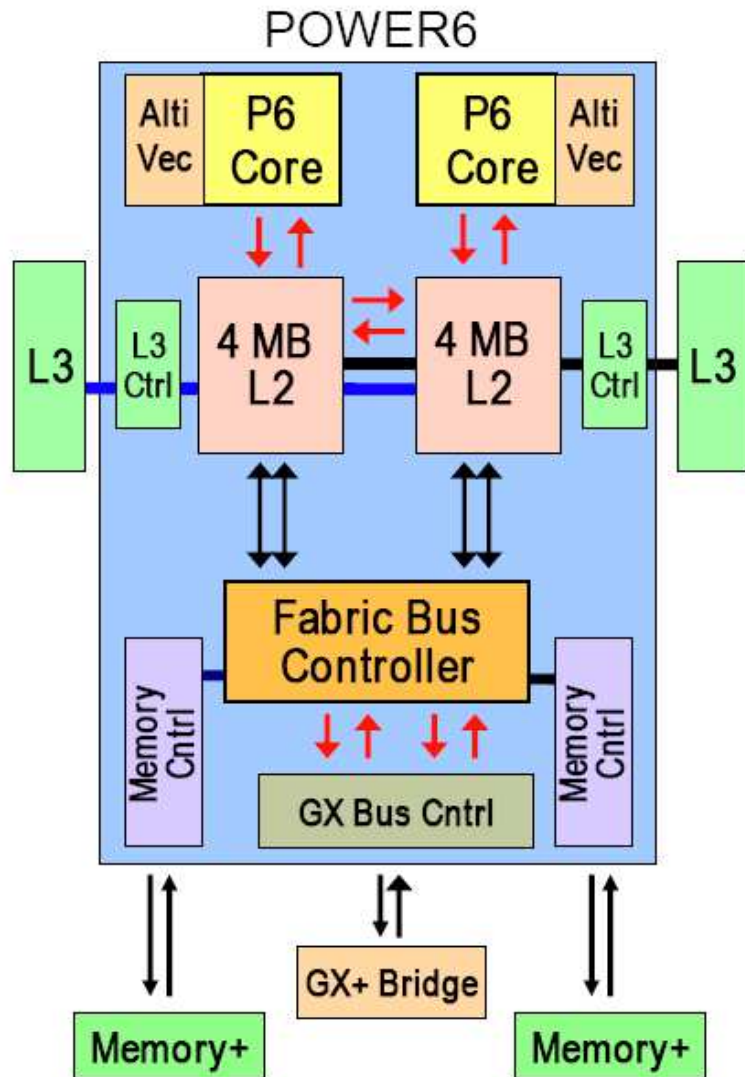 POWER6
Alti
Vec
P6
Core
P6
Core
Alti
Vec
L3
L3
Ctrl
4 MB
L2
4 MB
L2
L3
Ctrl
L3
Fabric Bus
Controller
Memory
Cntrl
Memory
Cntrl
GX Bus Cntrl
GX+ Bridge
Memory+
Memory+